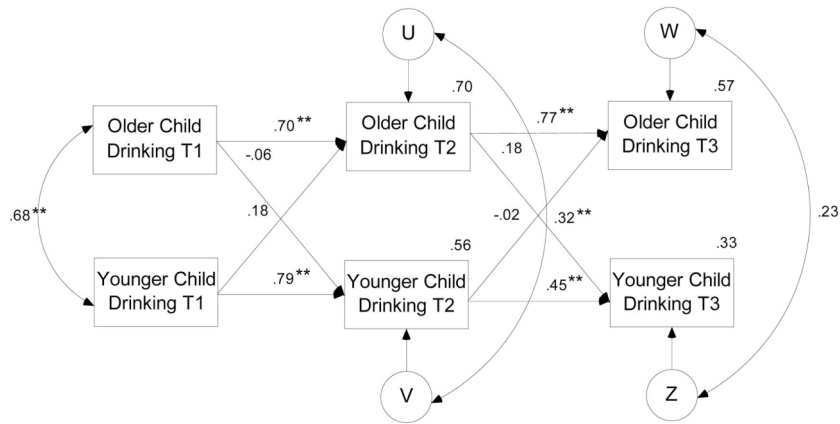 U
W
.70
.57
Older Child
Drinking T1
.70**
-.06
Older Child
Drinking T2
.77**
.18
Older Child
Drinking T3
.68**
.18
-.02
.32**
.23
.56
.33
Younger Child
Drinking T1
.79**
Younger Child
Drinking T2
.45**
Younger Child
Drinking T3
V
Z